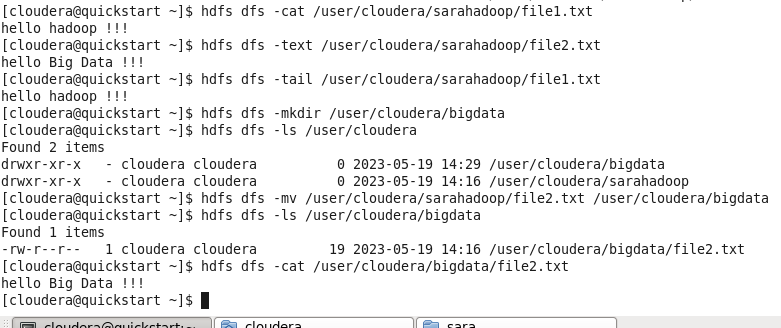 [cloudera@quickstart ~]$ hdfs dfs -cat /user/cloudera/sarahadoop/file1.txt
hello hadoop !!!
[cloudera@quickstart ~]$ hdfs dfs -text /user/cloudera/sarahadoop/file2.txt
hello Big Data !!!
[cloudera@quickstart ~]$ hdfs dfs -tail /user/cloudera/sarahadoop/file1.txt
hello hadoop !!!
[cloudera@quickstart ~]$ hdfs dfs -mkdir /user/cloudera/bigdata
[cloudera@quickstart ~]$ hdfs dfs -ls /user/cloudera
Found 2 items
drwxr-xr-x   - cloudera cloudera          0 2023-05-19 14:29 /user/cloudera/bigdata
drwxr-xr-x   - cloudera cloudera          0 2023-05-19 14:16 /user/cloudera/sarahadoop
[cloudera@quickstart ~]$ hdfs dfs -mv /user/cloudera/sarahadoop/file2.txt /user/cloudera/bigdata
[cloudera@quickstart ~]$ hdfs dfs -ls /user/cloudera/bigdata
Found 1 items
-rw-r--r--   1 cloudera cloudera         19 2023-05-19 14:16 /user/cloudera/bigdata/file2.txt
[cloudera@quickstart ~]$ hdfs dfs -cat /user/cloudera/bigdata/file2.txt
hello Big Data !!!
[cloudera@quickstart ~]$
cloudera@quickstart:~ cloudera sara